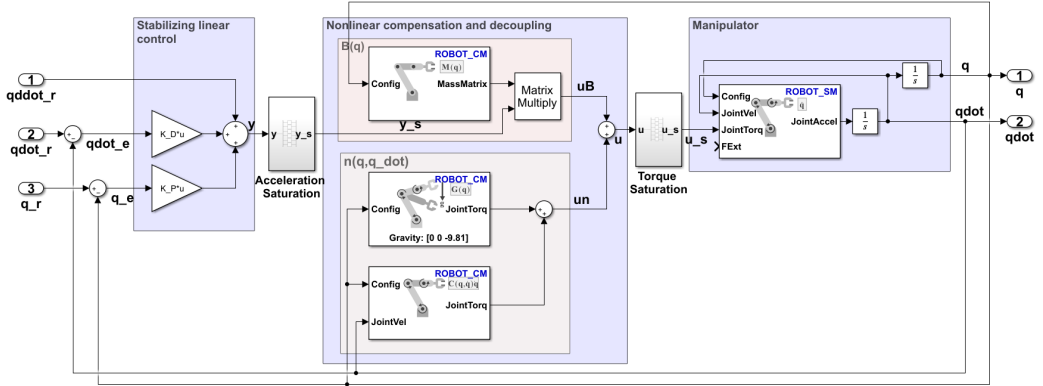 Stabilizing linear
control
Nonlinear compensation and decoupling
Manipulator
B(q)
ROBOT_CM
M(q)
Config
MassMatrix
Matrix
Multiply
uB
1
qddot_r
2
qdot_r
qdot_e
K_D*u
3
q_r
q_e
K_P*u
+
+
+
y
y
y_s
y_s
Acceleration
Saturation
n(q,q_dot)
ROBOT_CM
G(q)
g
Config
JointTorq
Gravity: [0 0 -9.81]
un
ROBOT_CM
C(q,q̇)q̇
Config
JointTorq
JointVel
u
u
u_s
u_s
Torque
Saturation
ROBOT_SM
q̈
Config
JointVel
JointTorq
FExt
JointAccel
1
s
1
s
q
1
q
qdot
2
qdot